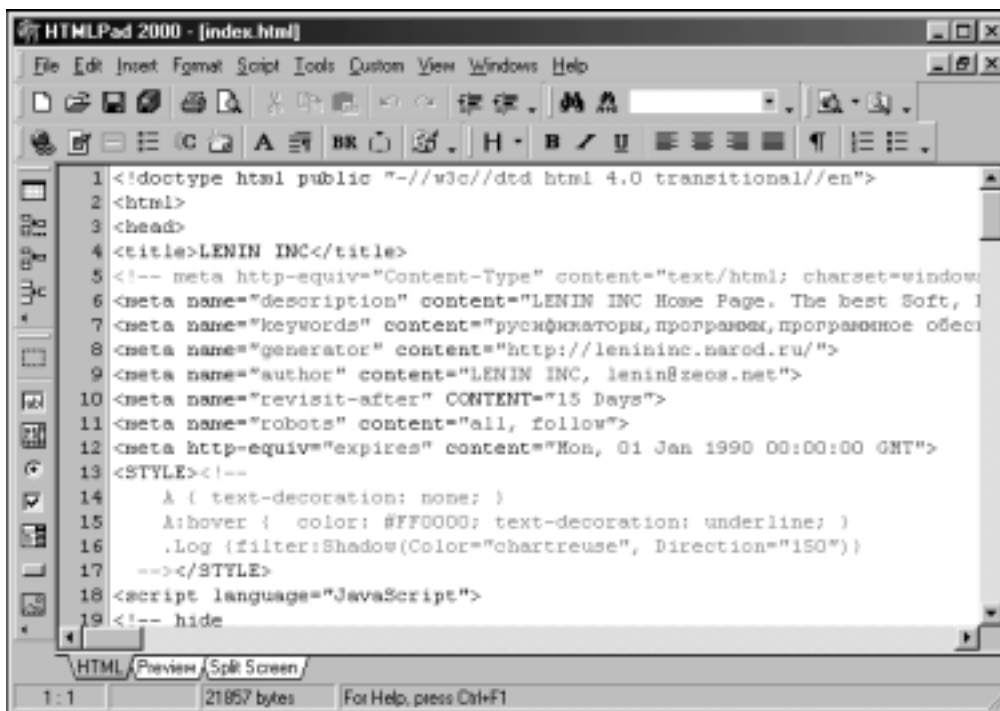 HTMLPad 2000 - [index.html]
File Edit Insert Format Script Tools Custom View Windows Help
A BR H B I U ¶
1 <!doctype html public "-//w3c//dtd html 4.0 transitional//en">
2 <html>
3 <head>
4 <title>LENIN INC</title>
5 <!-- meta http-equiv="Content-Type" content="text/html; charset=window
6 <meta name="description" content="LENIN INC Home Page. The best Soft,
7 <meta name="keywords" content="русификаторы,программы,программное обес
8 <meta name="generator" content="http://lenininc.narod.ru/">
9 <meta name="author" content="LENIN INC, lenin@zeos.net">
10 <meta name="revisit-after" CONTENT="15 Days">
11 <meta name="robots" content="all, follow">
12 <meta http-equiv="expires" content="Mon, 01 Jan 1990 00:00:00 GMT">
13 <STYLE><!--
14 A { text-decoration: none; }
15 A:hover { color: #FF0000; text-decoration: underline; }
16 .Log {filter:Shadow(Color="chartreuse", Direction="150")}
17 --></STYLE>
18 <script language="JavaScript">
19 <!-- hide
HTML Preview Split Screen
1 : 1 21857 bytes For Help, press Ctrl+F1